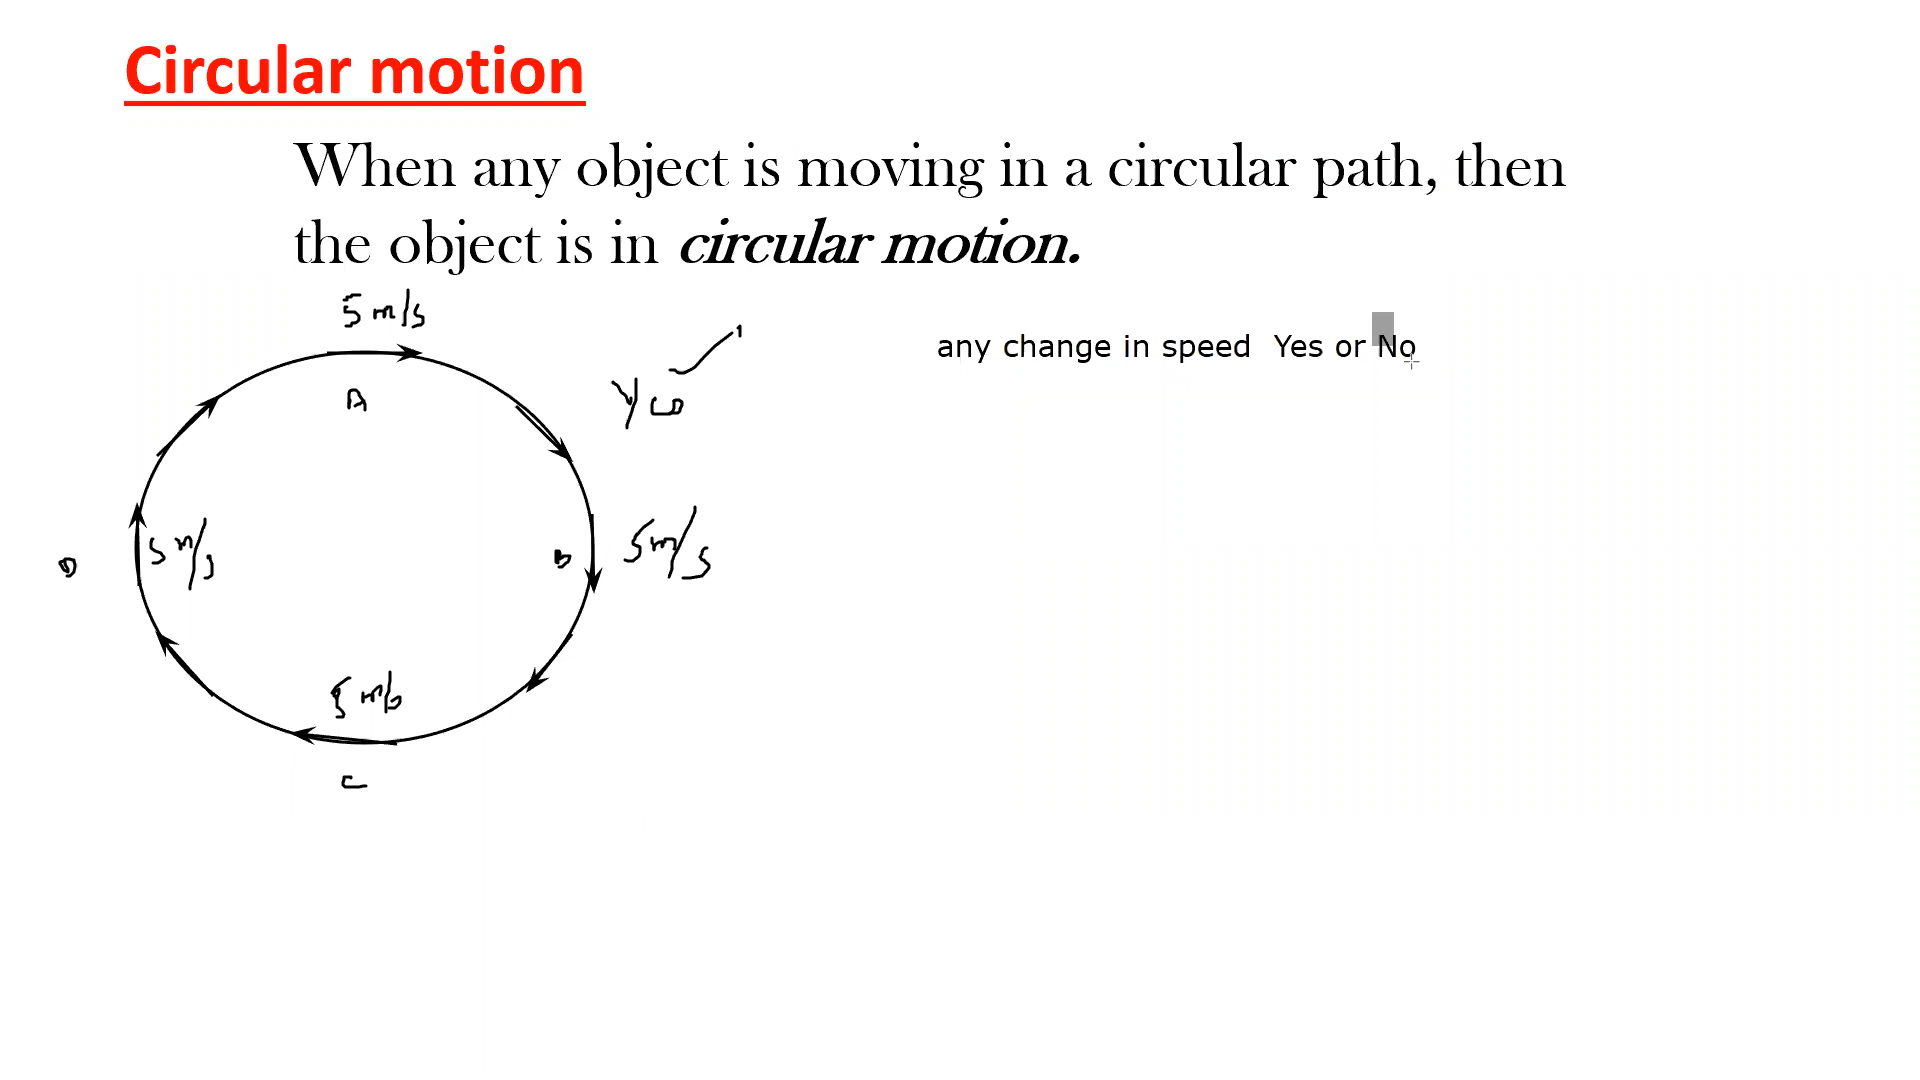 Circular motion
When any object is moving in a circular path, then
the object is in circular motion.
5 m/s
any change in speed Yes or No
A
Yes
5 m/s
D
B
5 m/s
5 m/s
C